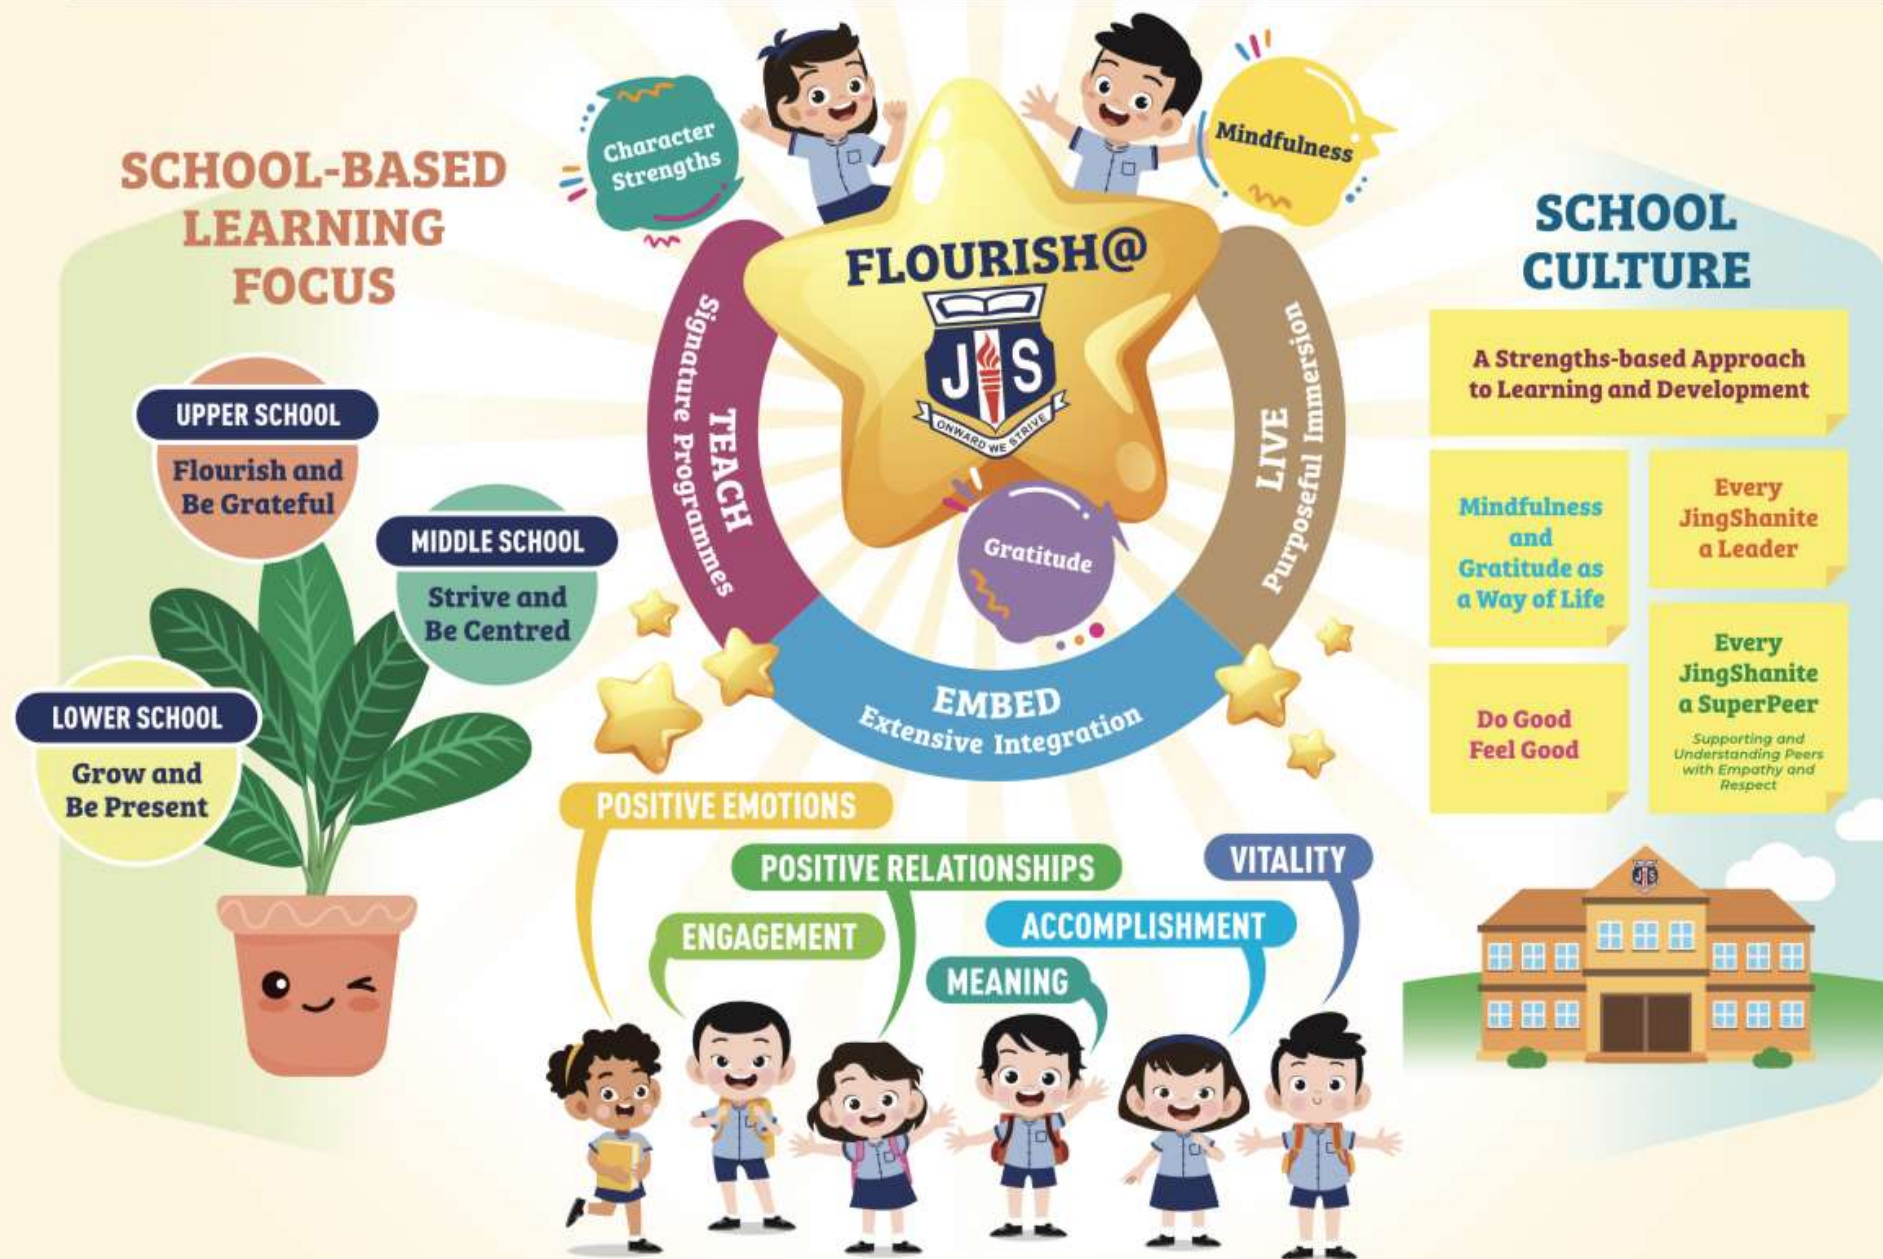 SCHOOL-BASED
LEARNING
FOCUS
UPPER SCHOOL
Flourish and
Be Grateful
MIDDLE SCHOOL
Strive and
Be Centred
LOWER SCHOOL
Grow and
Be Present
Character
Strengths
Mindfulness
FLOURISH@
J S
ONWARD WE STRIVE
Gratitude
TEACH
Signature Programmes
EMBED
Extensive Integration
LIVE
Purposeful Immersion
POSITIVE EMOTIONS
POSITIVE RELATIONSHIPS
VITALITY
ENGAGEMENT
ACCOMPLISHMENT
MEANING
SCHOOL
CULTURE
A Strengths-based Approach
to Learning and Development
Mindfulness
and
Gratitude as
a Way of Life
Every
JingShanite
a Leader
Do Good
Feel Good
Every
JingShanite
a SuperPeer
Supporting and
Understanding Peers
with Empathy and
Respect
J S